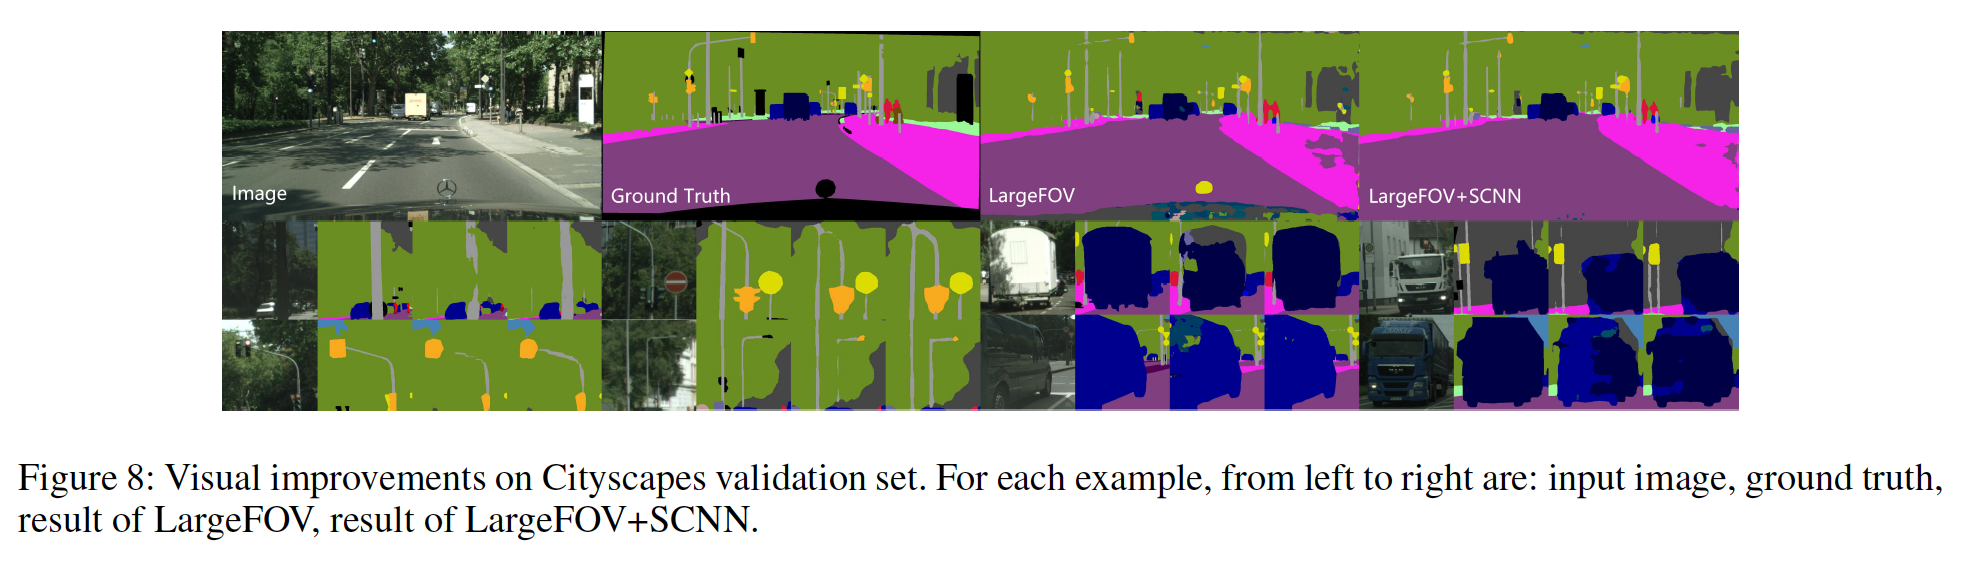 Image
Ground Truth
LargeFOV
LargeFOV+SCNN
Figure 8: Visual improvements on Cityscapes validation set. For each example, from left to right are: input image, ground truth,
result of LargeFOV, result of LargeFOV+SCNN.